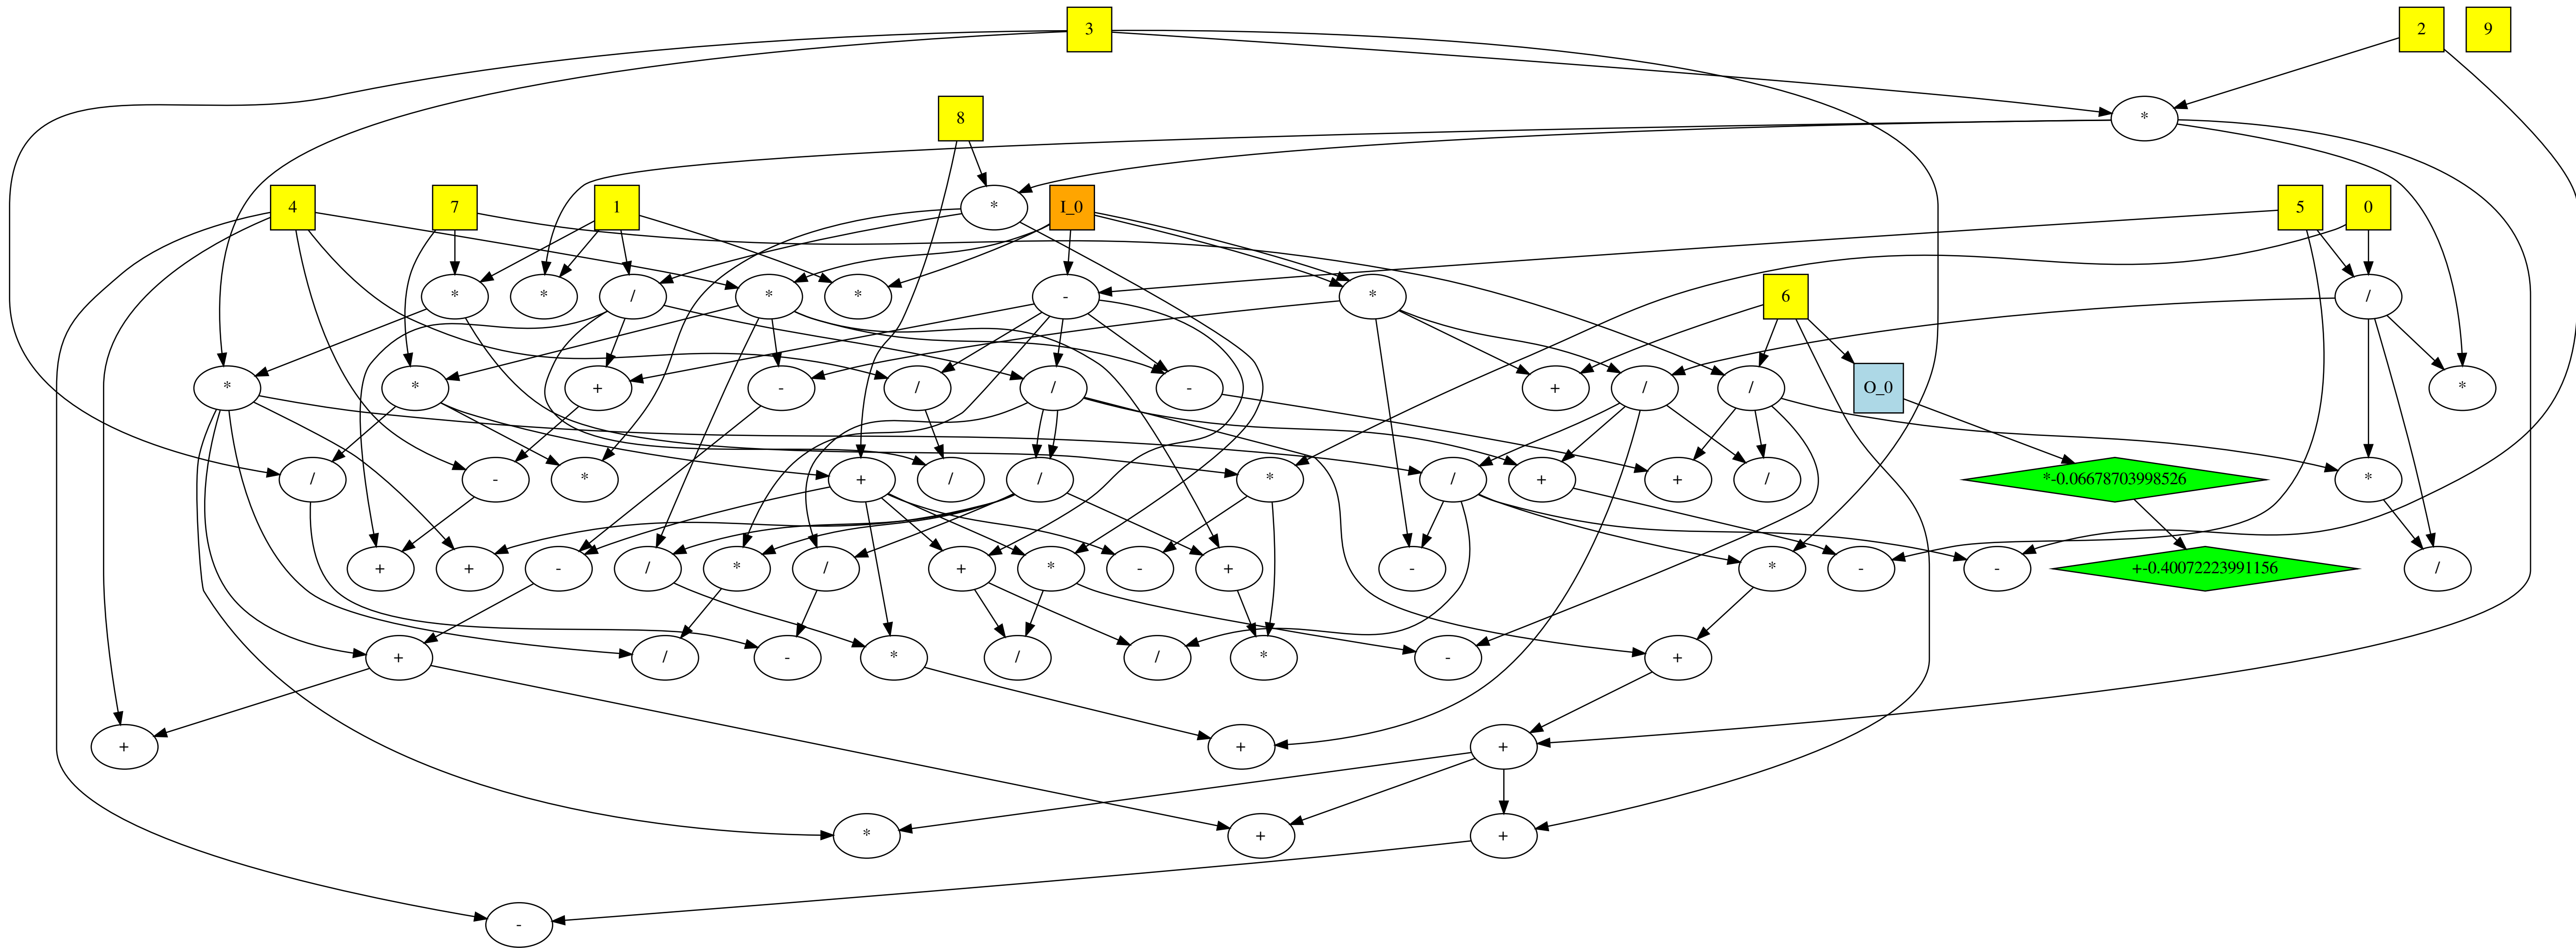 3 2 9
8 *
4 7 1 * I_0 5 0
* * / * * - * 6 /
* * + - / / - + / / O_0 *
/ - * + / / * / + + / *-0.06678703998526 *
+ + - / * / + * - + - * - - +-0.40072223991156 /
+ / - * / / * - +
+ + +
* + +
-